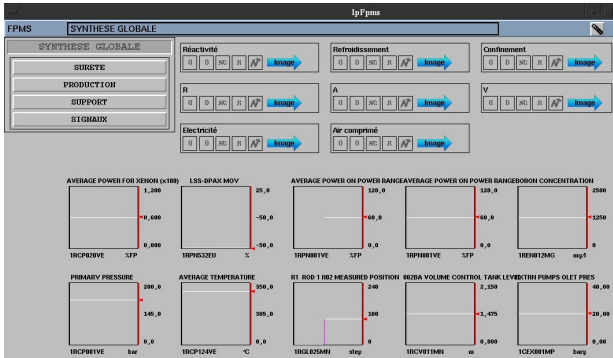 IpFpms
FPMS SYNTHESE GLOBALE
SYNTHESE GLOBALE
SURETE
PRODUCTION
SUPPORT
SIGNAUX
Réactivité
Image
Refroidissement
Image
Confinement
Image
R
Image
A
Image
V
Image
Electricité
Image
Air comprimé
Image
AVERAGE POWER FOR XENON (x100)
1,200
0,600
0,000
1RCP020VE %FP
LSS-DPAX MOV
25,0
-50,0
-50,0
1RPN532EU %
AVERAGE POWER ON POWER RANGE
120,0
60,0
0,0
1RPN001VE %FP
AVERAGE POWER ON POWER RANGE
120,0
60,0
0,0
1RPN001VE %FP
BORON CONCENTRATION
2500
1250
0
1REN012MG mg/l
PRIMARY PRESSURE
200,0
145,0
0,0
1RCP001VE bar
AVERAGE TEMPERATURE
350,0
305,0
0,0
1RCP124VE °C
R1 ROD 1 H02 MEASURED POSITION
240
180
0
1RGL025MN step
002BA VOLUME CONTROL TANK LEVEL
2,150
1,475
0,800
1RCV011MN m
EXTRN PUMPS OLET PRES
40,00
20,00
0,00
1CEX001MP barg